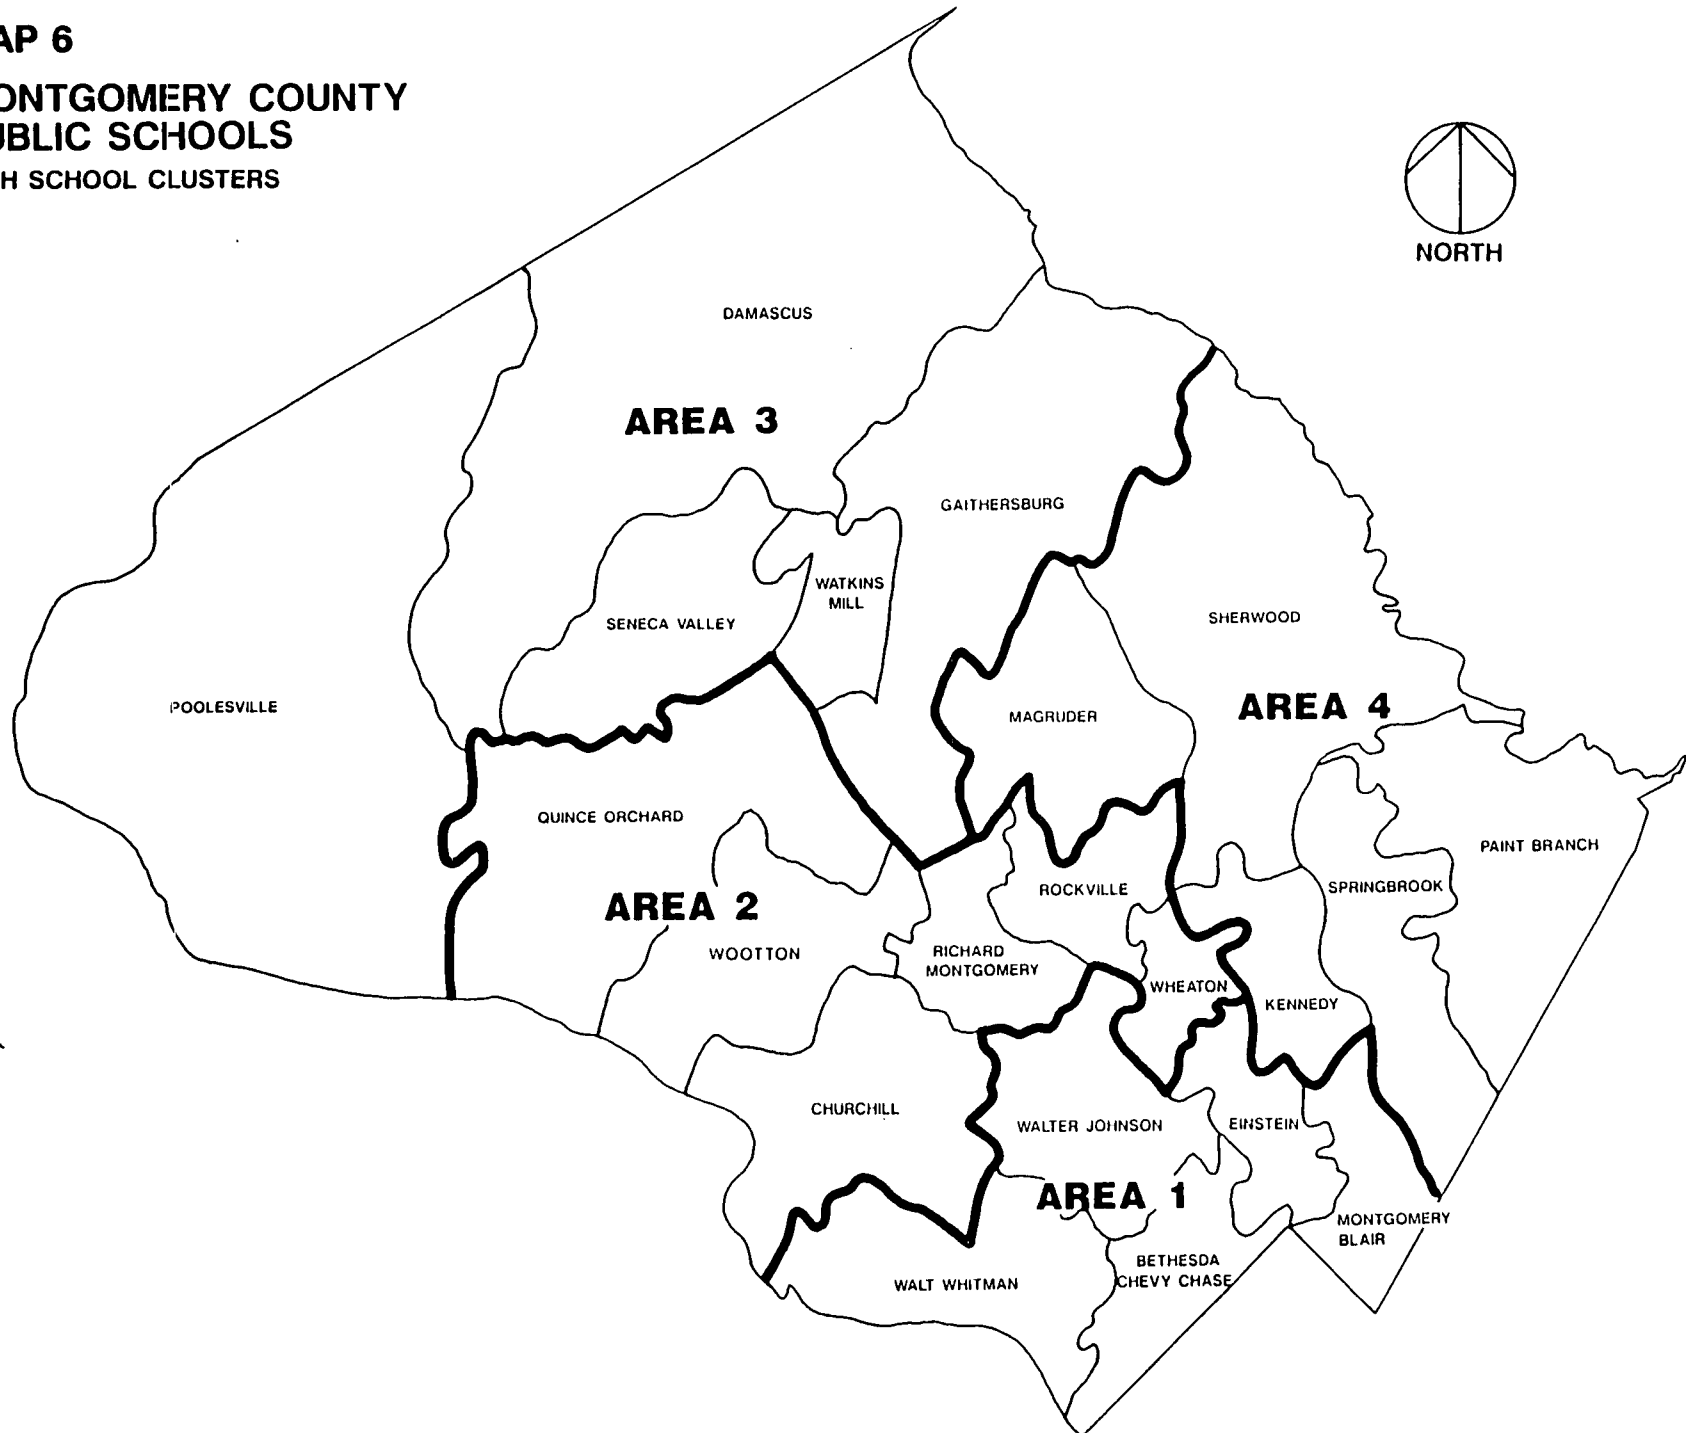 AP 6
ONTGOMERY COUNTY
UBLIC SCHOOLS
H SCHOOL CLUSTERS
NORTH
DAMASCUS
AREA 3
GAITHERSBURG
WATKINS
MILL
SENECA VALLEY
SHERWOOD
POOLESVILLE
MAGRUDER
AREA 4
QUINCE ORCHARD
PAINT BRANCH
ROCKVILLE
SPRINGBROOK
AREA 2
WOOTTON
RICHARD
MONTGOMERY
WHEATON
KENNEDY
CHURCHILL
WALTER JOHNSON
EINSTEIN
AREA 1
MONTGOMERY
BLAIR
BETHESDA
CHEVY CHASE
WALT WHITMAN